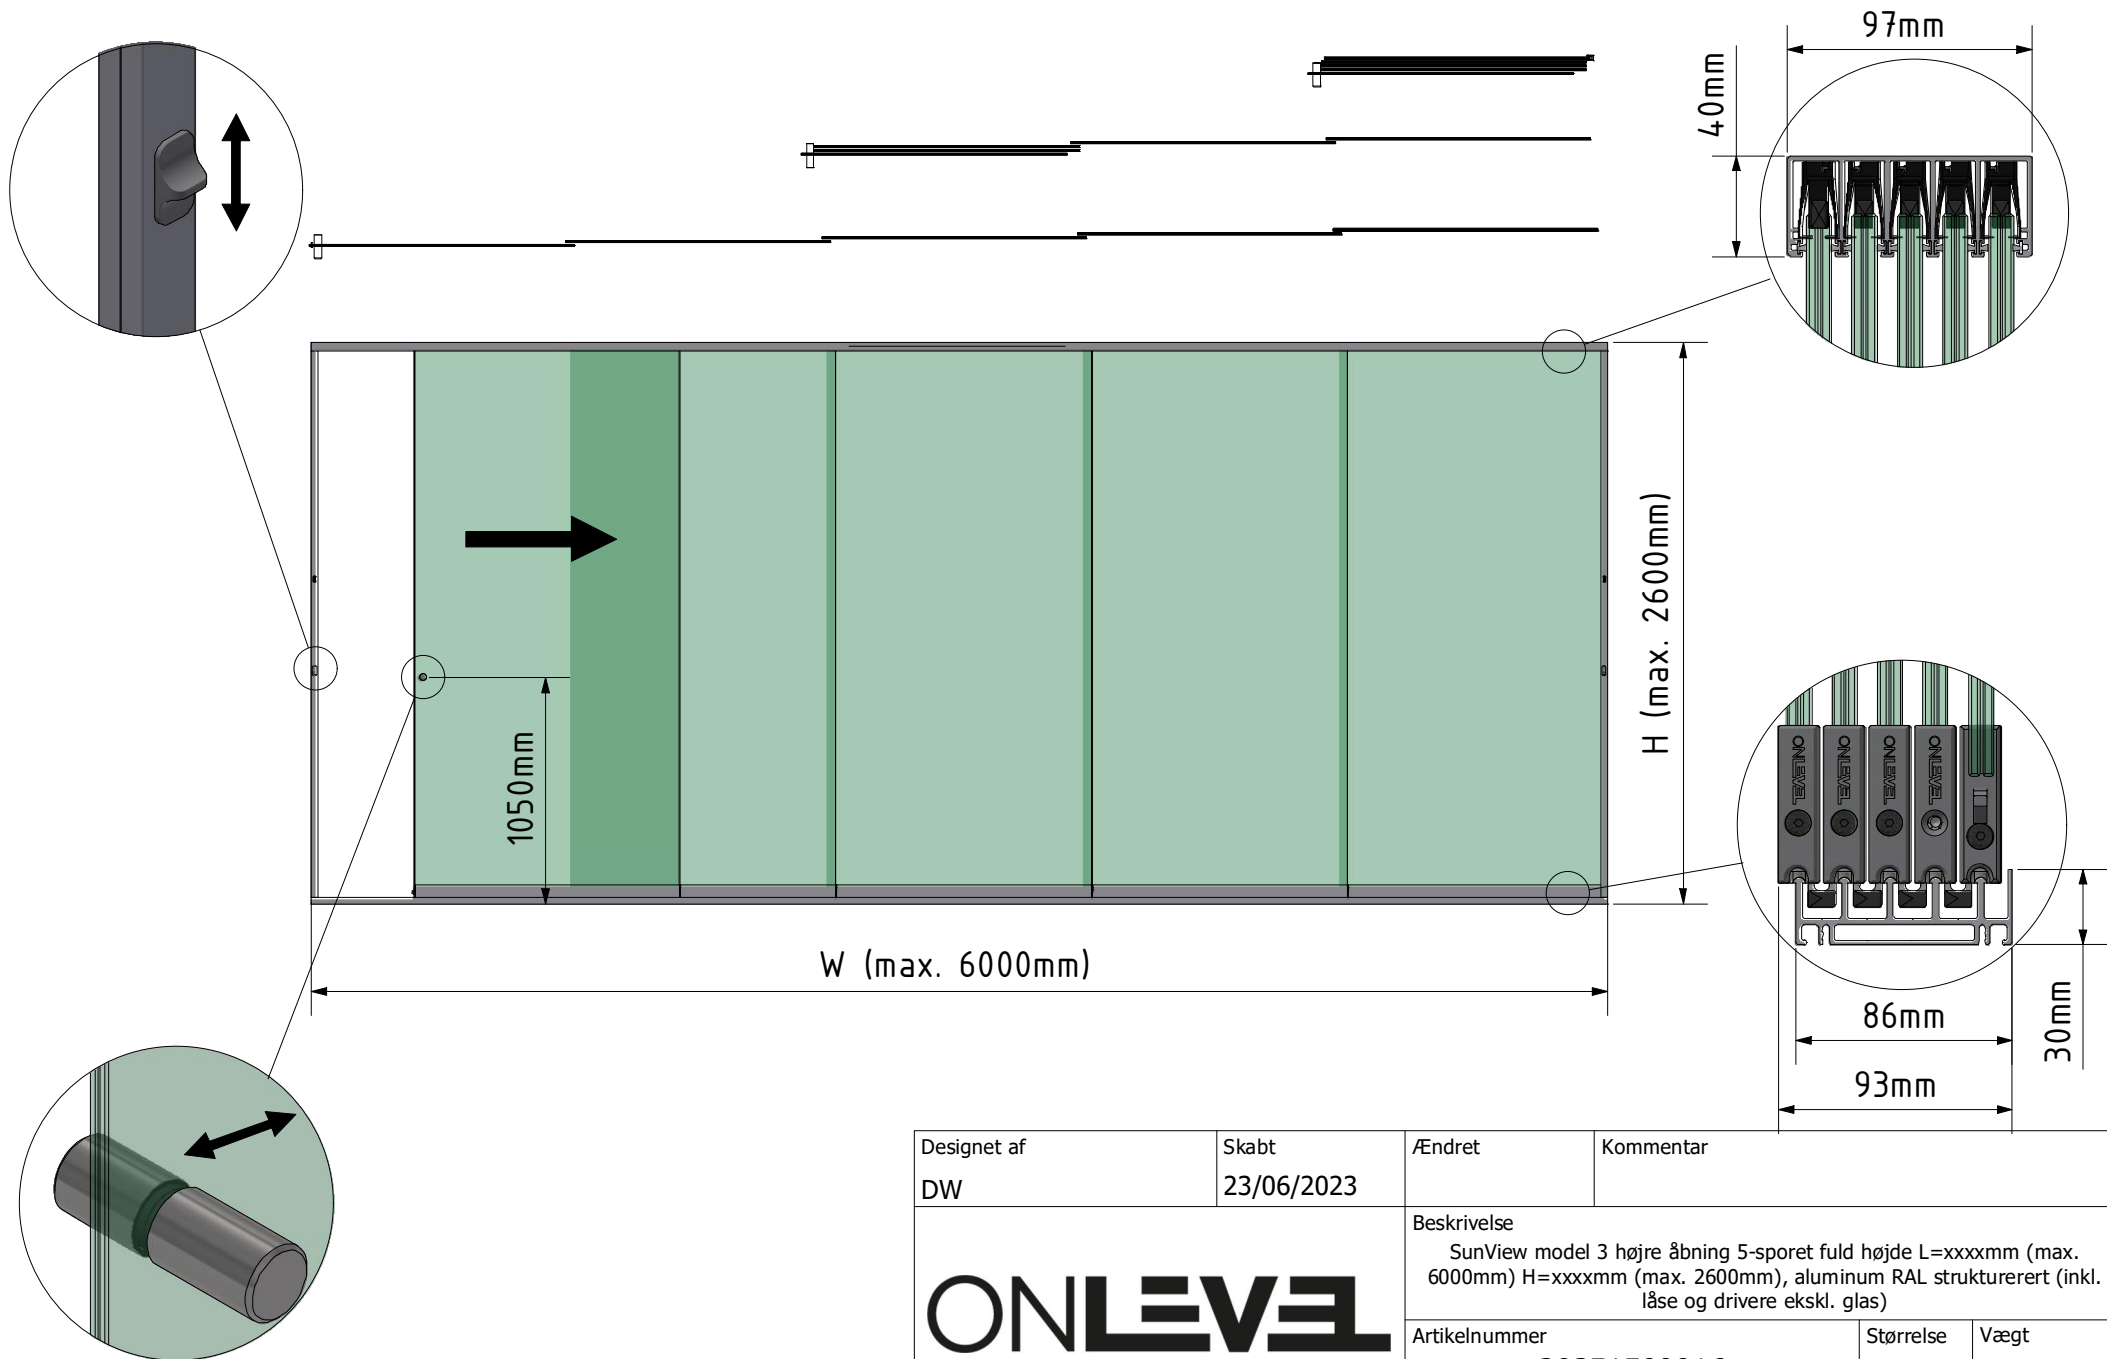 97mm
40mm
H (max. 2600mm)
1050mm
W (max. 6000mm)
ONLEVEL
ONLEVEL
ONLEVEL
ONLEVEL
86mm
93mm
30mm
Designet af
DW
Skabt
23/06/2023
Ændret
Kommentar
Beskrivelse
SunView model 3 højre åbning 5-sporet fuld højde L=xxxxmm (max.
6000mm) H=xxxxmm (max. 2600mm), aluminum RAL strukturerert (inkl.
låse og drivere ekskl. glas)
ONLEVEL
Artikelnummer
Størrelse
Vægt